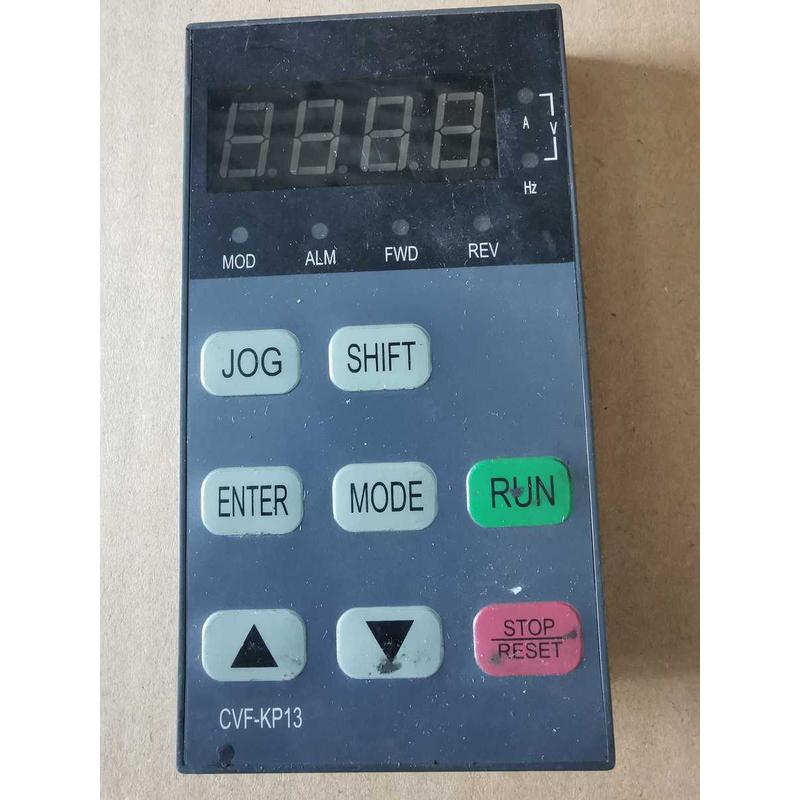 A
V
Hz
MOD ALM FWD REV
JOG SHIFT
ENTER MODE RUN
STOP
RESET
CVF-KP13